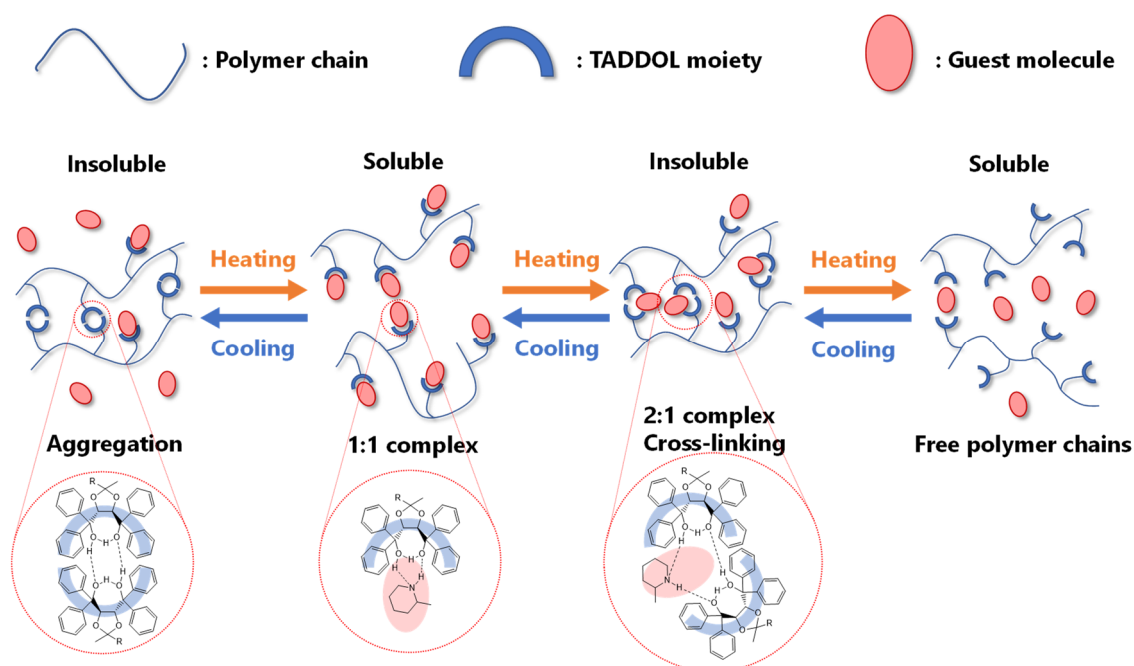 : Polymer chain
: TADDOL moiety
: Guest molecule
Insoluble
Soluble
Insoluble
Soluble
Heating
Cooling
Heating
Cooling
Heating
Cooling
Aggregation
1:1 complex
2:1 complex
Cross-linking
Free polymer chains
R
O
O
O
H
O
H
H
O
H
O
H
O
O
R
R
O
O
O
H
O
H
H
N
R
O
O
O
H
O
H
N
H
H
O
H
O
O
O
R